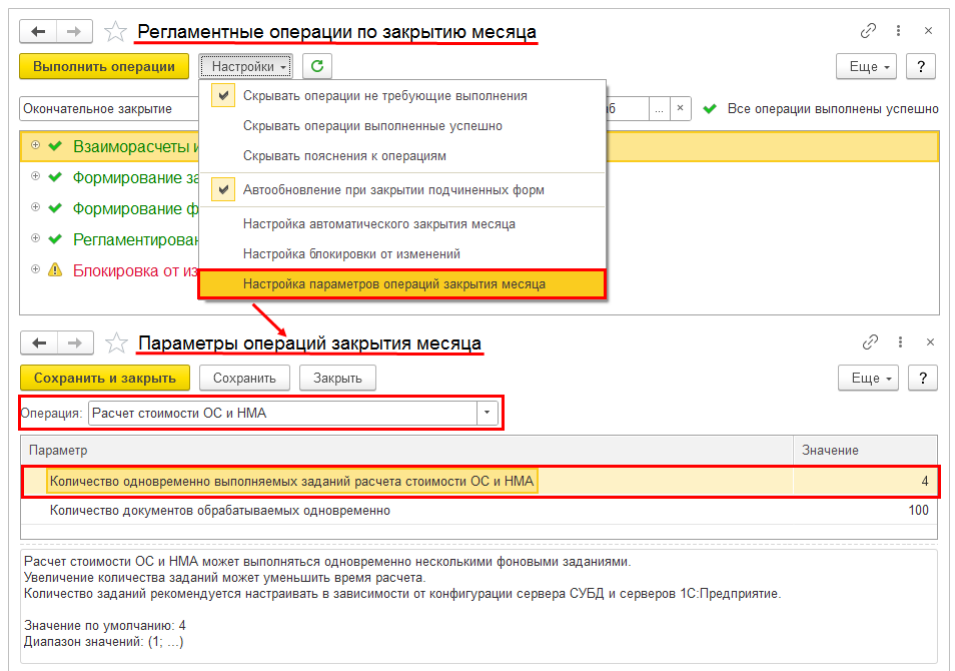 Регламентные операции по закрытию месяца
Выполнить операции Настройки Еще ?
Окончательное закрытие ... × Все операции выполнены успешно
Скрывать операции не требующие выполнения
Скрывать операции выполненные успешно
Скрывать пояснения к операциям
Автообновление при закрытии подчиненных форм
Настройка автоматического закрытия месяца
Настройка блокировки от изменений
Настройка параметров операций закрытия месяца
Взаиморасчеты и
Формирование за
Формирование ф
Регламентирован
Блокировка от из
Параметры операций закрытия месяца
Сохранить и закрыть Сохранить Закрыть Еще ?
Операция: Расчет стоимости ОС и НМА
Параметр Значение
Количество одновременно выполняемых заданий расчета стоимости ОС и НМА 4
Количество документов обрабатываемых одновременно 100
Расчет стоимости ОС и НМА может выполняться одновременно несколькими фоновыми заданиями.
Увеличение количества заданий может уменьшить время расчета.
Количество заданий рекомендуется настраивать в зависимости от конфигурации сервера СУБД и серверов 1С:Предприятие.
Значение по умолчанию: 4
Диапазон значений: (1; ...)